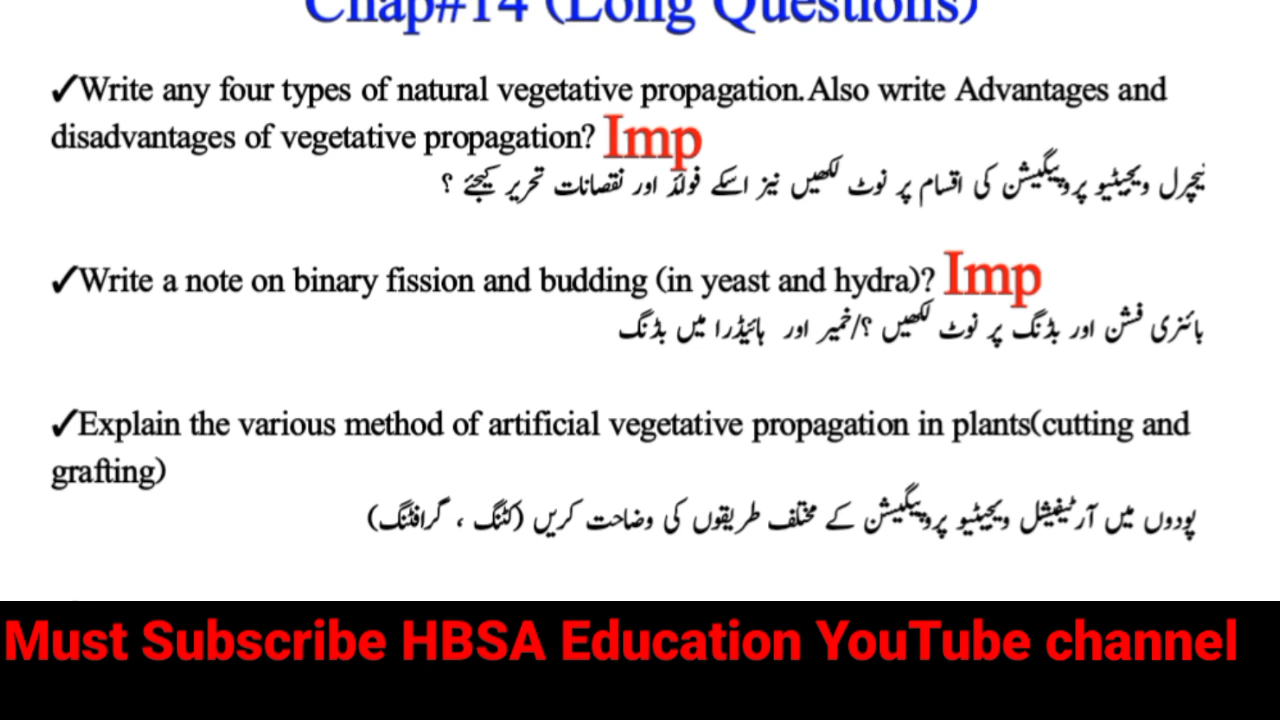 Chap#14 (Long Questions)
✓Write any four types of natural vegetative propagation.Also write Advantages and
disadvantages of vegetative propagation? Imp
نیچرل ویجیٹیو پروپیگیشن کی اقسام پر نوٹ لکھیں نیز اسکے فوائد اور نقصانات تحریر کیجئے ؟
✓Write a note on binary fission and budding (in yeast and hydra)? Imp
بائنری فشن اور بڈنگ پر نوٹ لکھیں ؟/خمیر اور ہائیڈرا میں بڈنگ
✓Explain the various method of artificial vegetative propagation in plants(cutting and
grafting)
پودوں میں آرٹیفیشل ویجیٹیو پروپیگیشن کے مختلف طریقوں کی وضاحت کریں (کٹنگ ، گرافٹنگ)
Must Subscribe HBSA Education YouTube channel